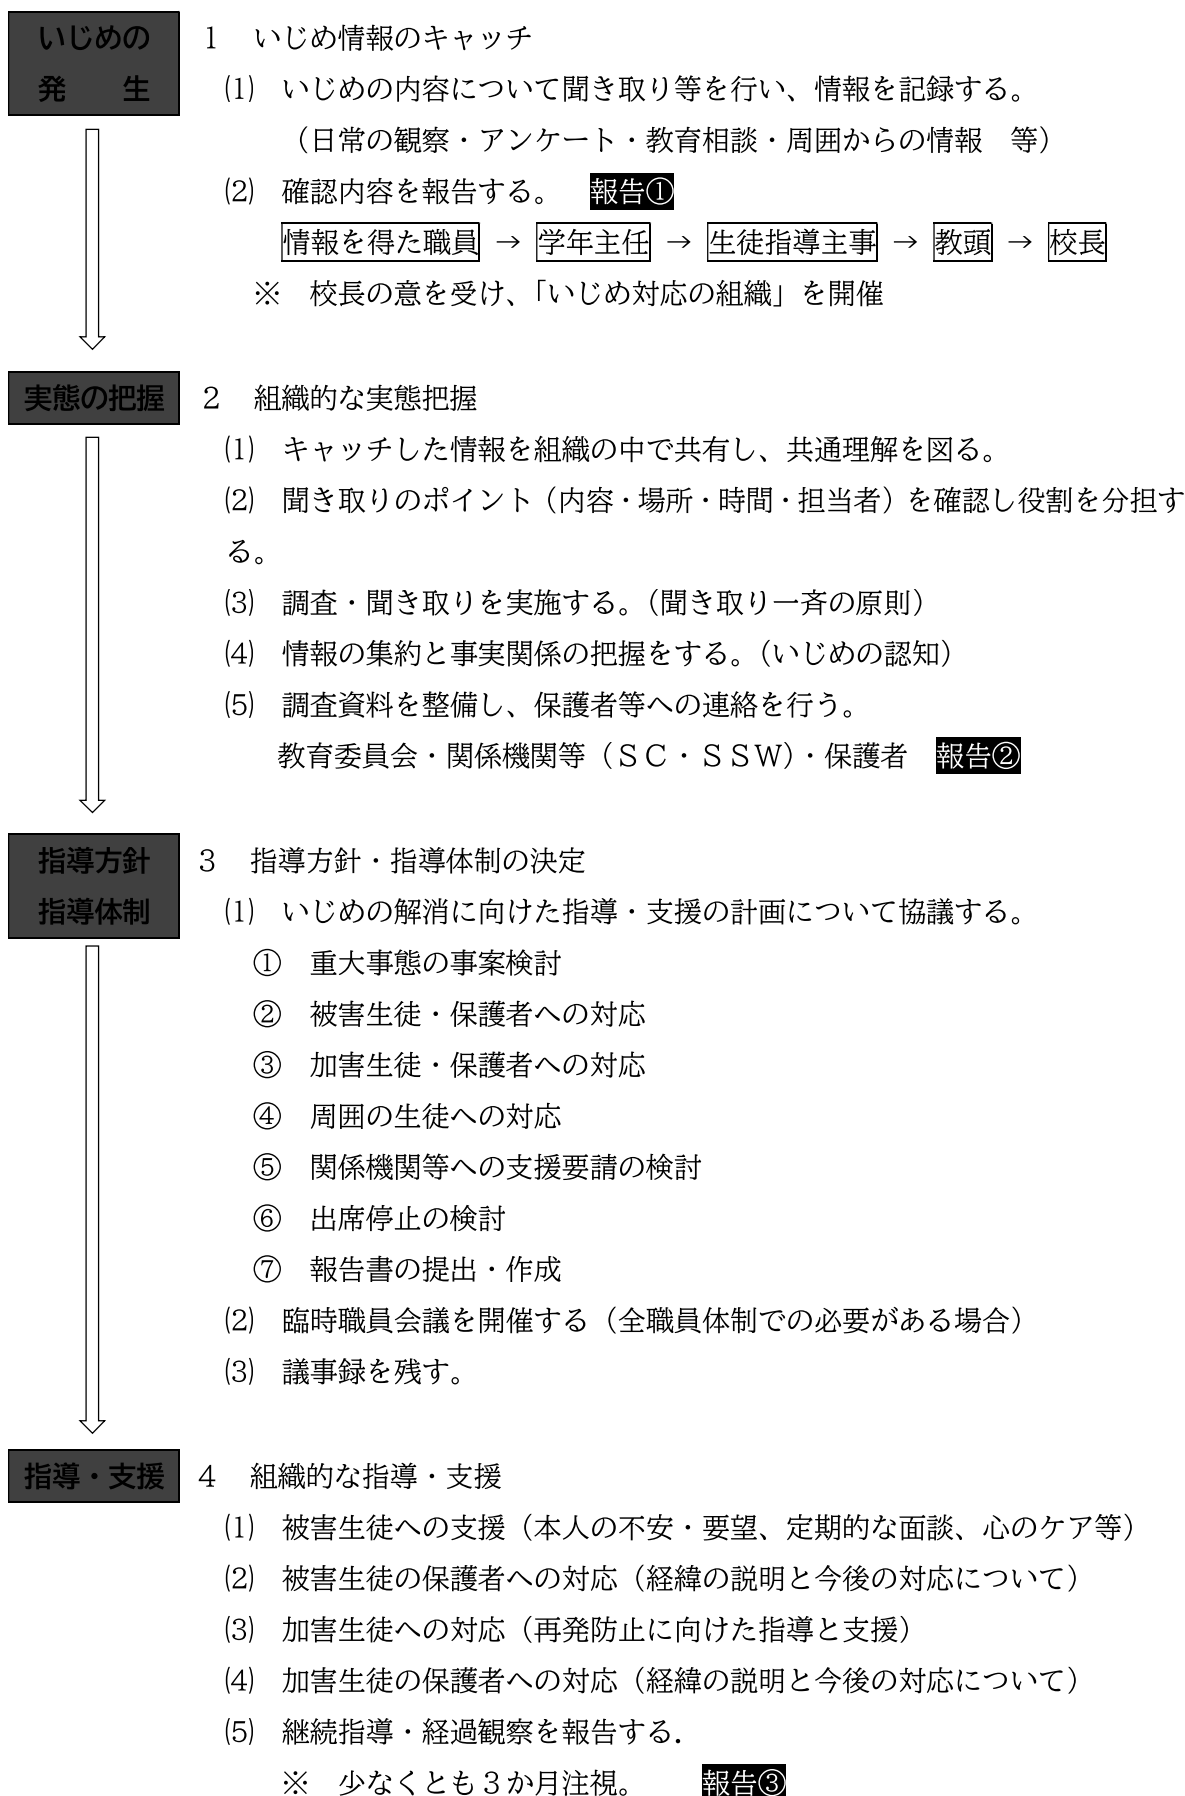 いじめの
発　　生
１　いじめ情報のキャッチ
⑴　いじめの内容について聞き取り等を行い、情報を記録する。
（日常の観察・アンケート・教育相談・周囲からの情報　等）
⑵　確認内容を報告する。　報告①
情報を得た職員 → 学年主任 → 生徒指導主事 → 教頭 → 校長
※　校長の意を受け、「いじめ対応の組織」を開催
実態の把握
２　組織的な実態把握
⑴　キャッチした情報を組織の中で共有し、共通理解を図る。
⑵　聞き取りのポイント（内容・場所・時間・担当者）を確認し役割を分担す
る。
⑶　調査・聞き取りを実施する。（聞き取り一斉の原則）
⑷　情報の集約と事実関係の把握をする。（いじめの認知）
⑸　調査資料を整備し、保護者等への連絡を行う。
教育委員会・関係機関等（ＳＣ・ＳＳＷ）・保護者　報告②
指導方針
指導体制
３　指導方針・指導体制の決定
⑴　いじめの解消に向けた指導・支援の計画について協議する。
①　重大事態の事案検討
②　被害生徒・保護者への対応
③　加害生徒・保護者への対応
④　周囲の生徒への対応
⑤　関係機関等への支援要請の検討
⑥　出席停止の検討
⑦　報告書の提出・作成
⑵　臨時職員会議を開催する（全職員体制での必要がある場合）
⑶　議事録を残す。
指導・支援
４　組織的な指導・支援
⑴　被害生徒への支援（本人の不安・要望、定期的な面談、心のケア等）
⑵　被害生徒の保護者への対応（経緯の説明と今後の対応について）
⑶　加害生徒への対応（再発防止に向けた指導と支援）
⑷　加害生徒の保護者への対応（経緯の説明と今後の対応について）
⑸　継続指導・経過観察を報告する．
※　少なくとも３か月注視。　　報告③